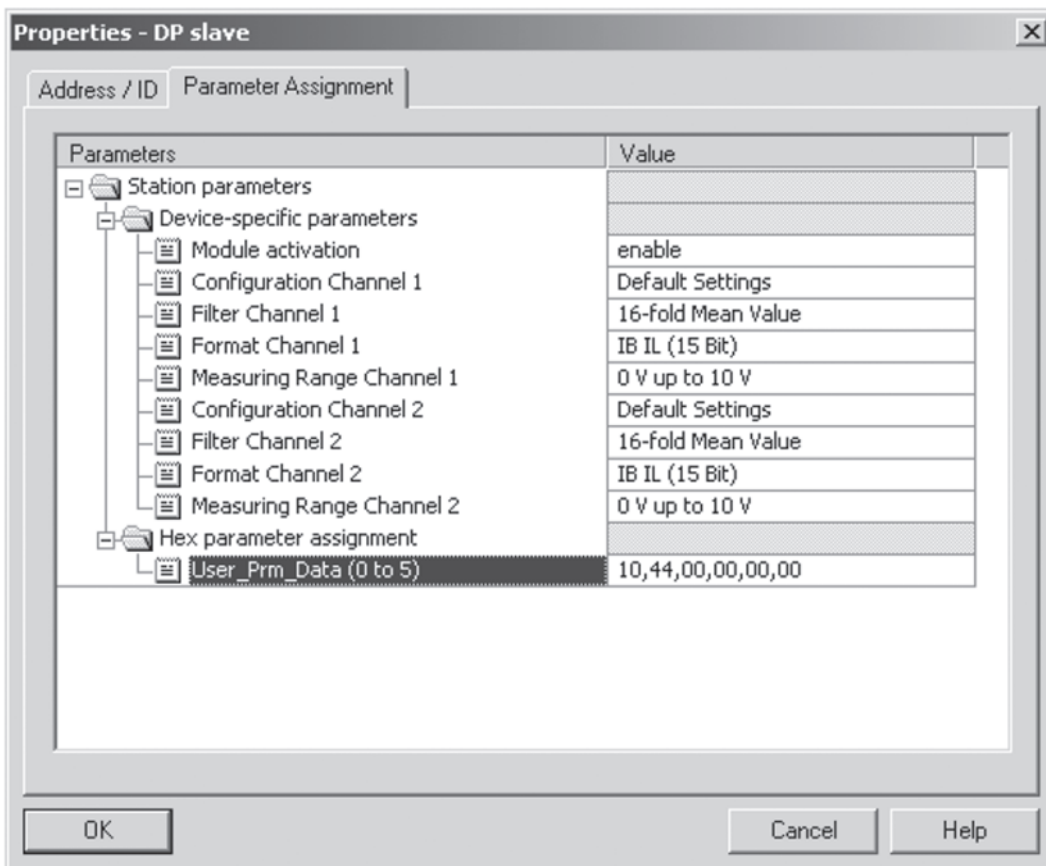 Properties - DP slave
Address / ID Parameter Assignment
Parameters Value
Station parameters
Device-specific parameters
Module activation enable
Configuration Channel 1 Default Settings
Filter Channel 1 16-fold Mean Value
Format Channel 1 IB IL (15 Bit)
Measuring Range Channel 1 0 V up to 10 V
Configuration Channel 2 Default Settings
Filter Channel 2 16-fold Mean Value
Format Channel 2 IB IL (15 Bit)
Measuring Range Channel 2 0 V up to 10 V
Hex parameter assignment
User_Prm_Data (0 to 5) 10,44,00,00,00,00
OK Cancel Help